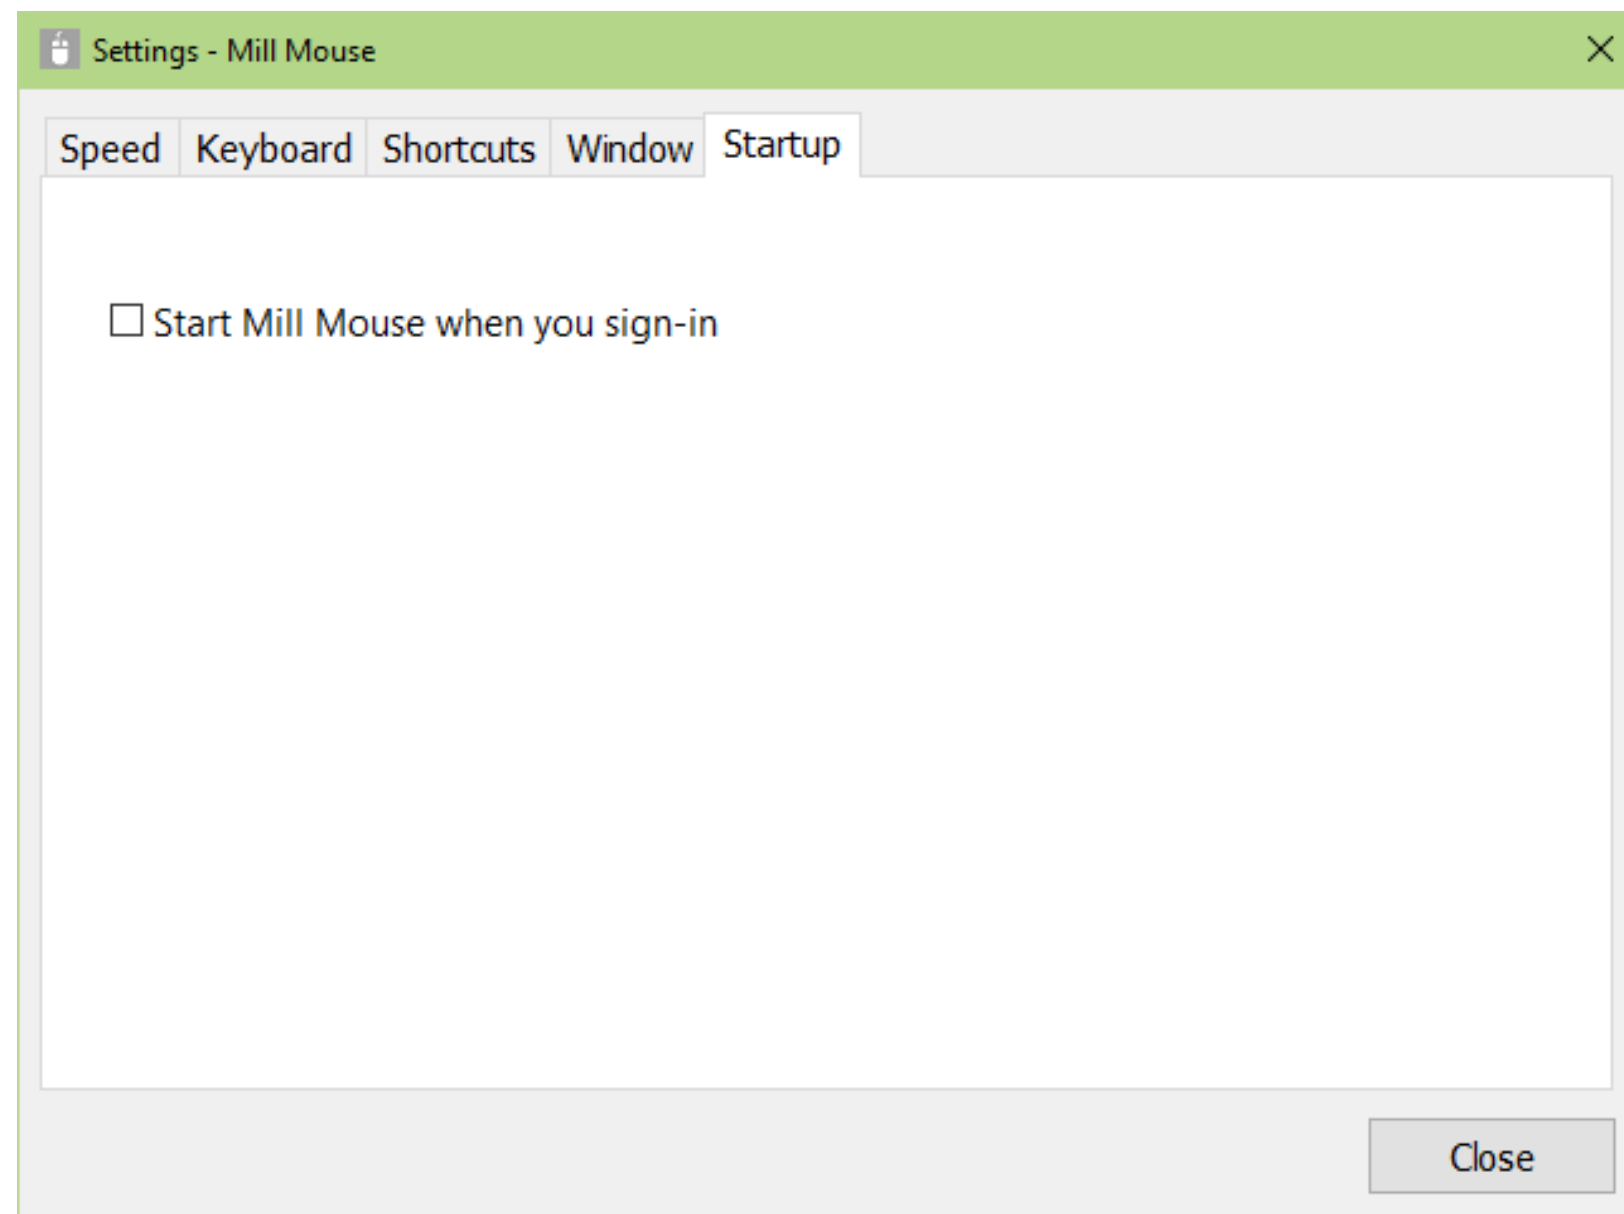 Settings - Mill Mouse
Speed Keyboard Shortcuts Window Startup
Start Mill Mouse when you sign-in
Close